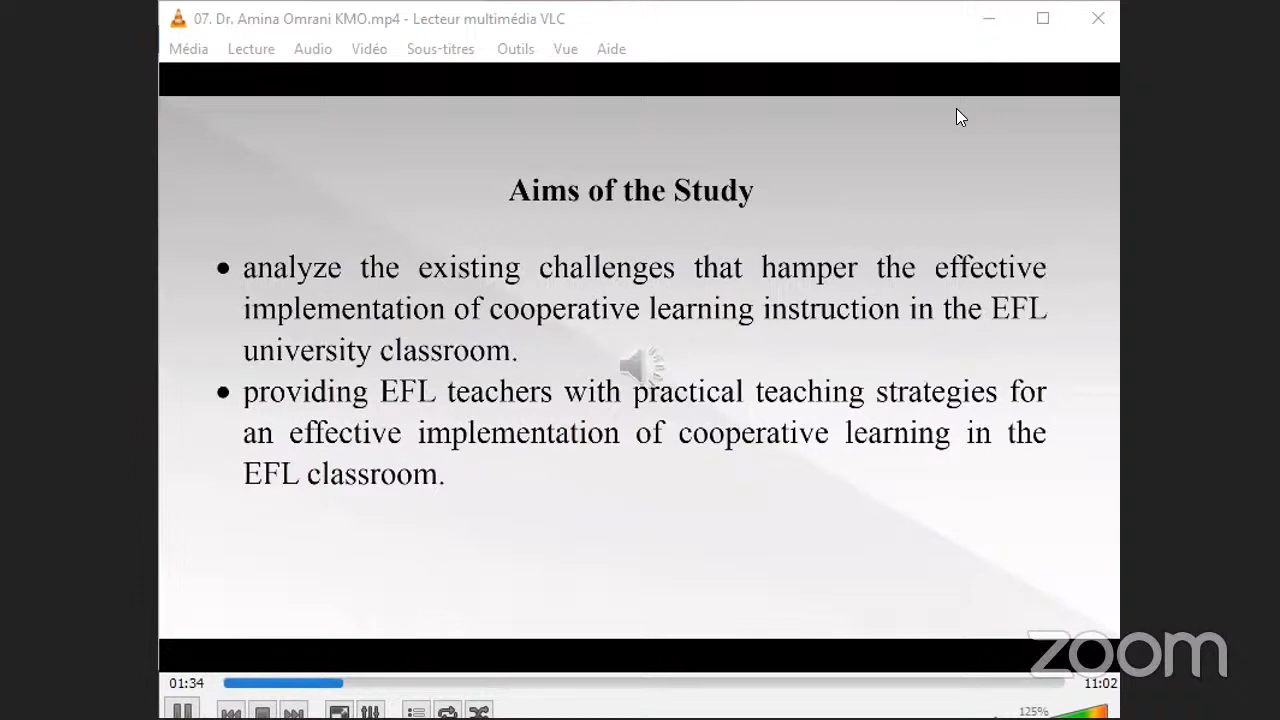 07. Dr. Amina Omrani KMO.mp4 - Lecteur multimédia VLC
Média Lecture Audio Vidéo Sous-titres Outils Vue Aide
Aims of the Study
• analyze the existing challenges that hamper the effective
implementation of cooperative learning instruction in the EFL
university classroom.
• providing EFL teachers with practical teaching strategies for
an effective implementation of cooperative learning in the
EFL classroom.
zoom
01:34 11:02
125%